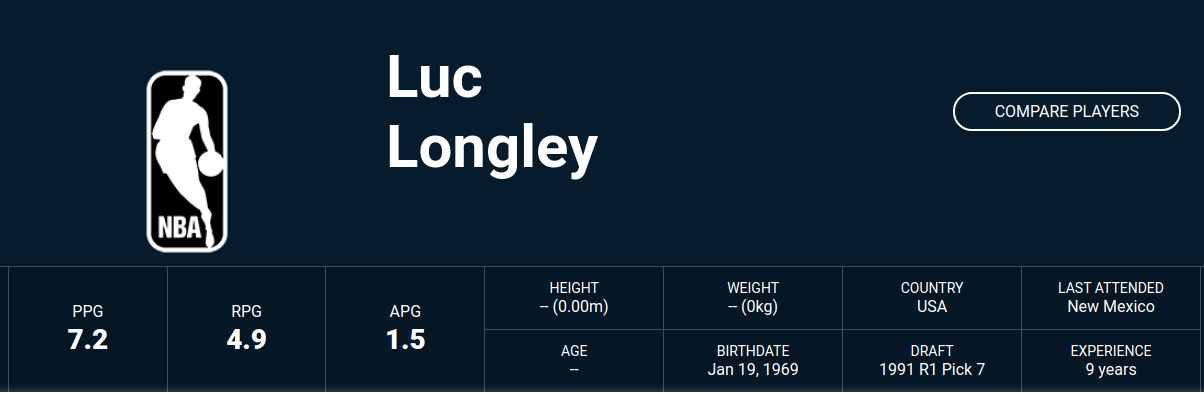 Luc
Longley
COMPARE PLAYERS
NBA
PPG
7.2
RPG
4.9
APG
1.5
HEIGHT
-- (0.00m)
WEIGHT
-- (0kg)
COUNTRY
USA
LAST ATTENDED
New Mexico
AGE
--
BIRTHDATE
Jan 19, 1969
DRAFT
1991 R1 Pick 7
EXPERIENCE
9 years